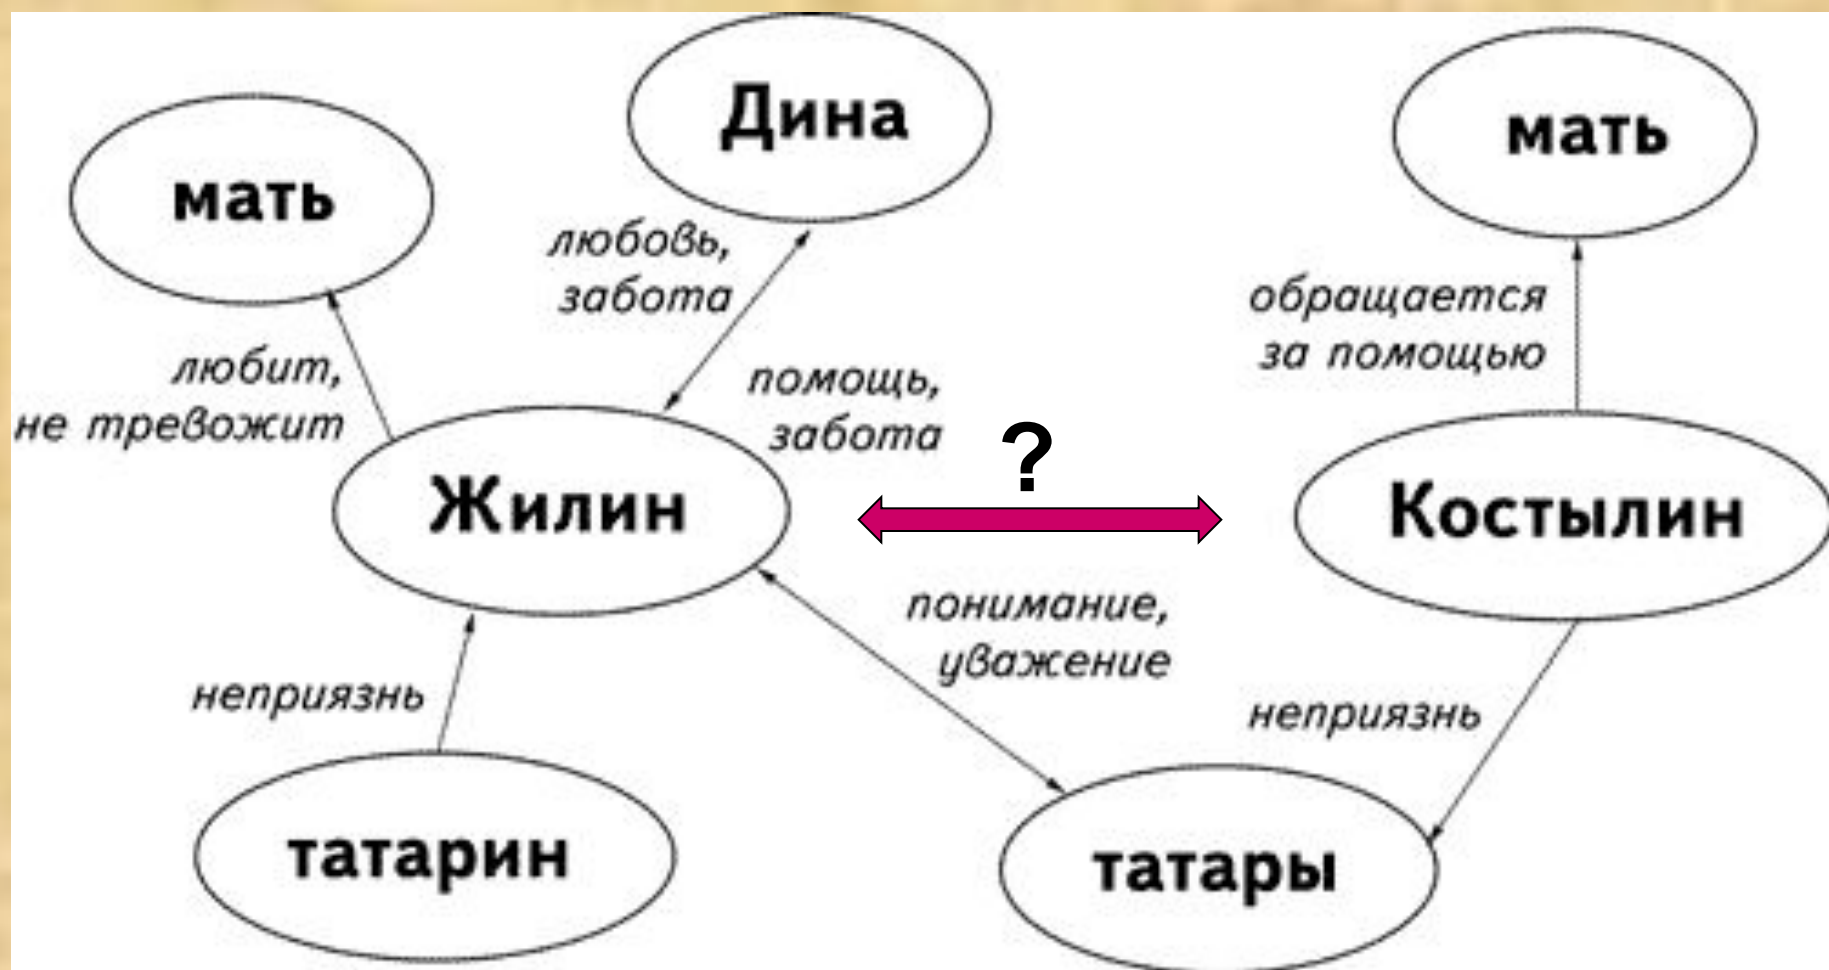 Дина
мать
мать
любовь,
забота
обращается
за помощью
любит,
не тревожит
помощь,
забота
?
Жилин
Костылин
понимание,
уважение
неприязнь
неприязнь
татарин
татары